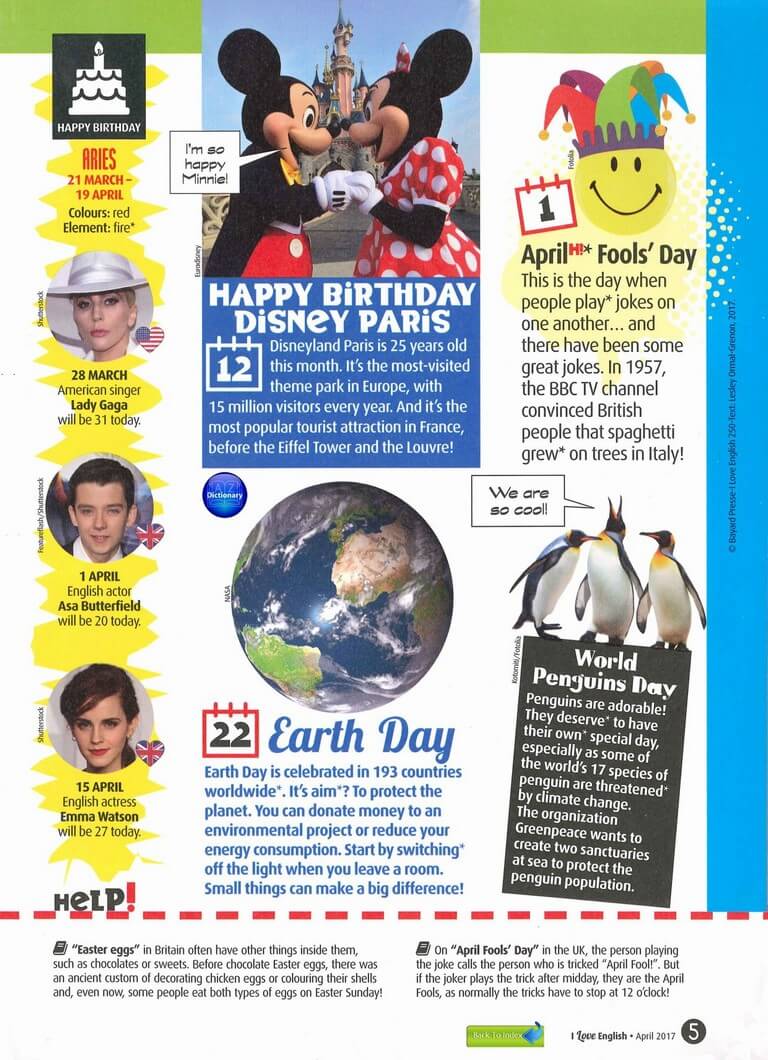 HAPPY BIRTHDAY
ARIES
21 MARCH –
19 APRIL
Colours: red
Element: fire*
Shutterstock
28 MARCH
American singer
Lady Gaga
will be 31 today.
Featureflash/Shutterstock
1 APRIL
English actor
Asa Butterfield
will be 20 today.
Shutterstock
15 APRIL
English actress
Emma Watson
will be 27 today.
I'm so
happy
Minnie!
Eurodisney
HAPPY BIRTHDAY
DISNEY PARIS
12
Disneyland Paris is 25 years old
this month. It's the most-visited
theme park in Europe, with
15 million visitors every year. And it's the
most popular tourist attraction in France,
before the Eiffel Tower and the Louvre!
A Z
Dictionary
NASA
22
Earth Day
Earth Day is celebrated in 193 countries
worldwide*. It's aim*? To protect the
planet. You can donate money to an
environmental project or reduce your
energy consumption. Start by switching*
off the light when you leave a room.
Small things can make a big difference!
Fotolia
1
April H!* Fools' Day
This is the day when
people play* jokes on
one another... and
there have been some
great jokes. In 1957,
the BBC TV channel
convinced British
people that spaghetti
grew* on trees in Italy!
We are
so cool!
Kotomiti/Fotolia
World
Penguins Day
Penguins are adorable!
They deserve* to have
their own* special day,
especially as some of
the world's 17 species of
penguin are threatened*
by climate change.
The organization
Greenpeace wants to
create two sanctuaries
at sea to protect the
penguin population.
© Bayard Presse-I Love English 250-Text: Lesley Ormal-Grenon, 2017
HELP!
"Easter eggs" in Britain often have other things inside them,
such as chocolates or sweets. Before chocolate Easter eggs, there was
an ancient custom of decorating chicken eggs or colouring their shells
and, even now, some people eat both types of eggs on Easter Sunday!
On "April Fools' Day" in the UK, the person playing
the joke calls the person who is tricked "April Fool!". But
if the joker plays the trick after midday, they are the April
Fools, as normally the tricks have to stop at 12 o'clock!
Back To Index
I Love English • April 2017 5